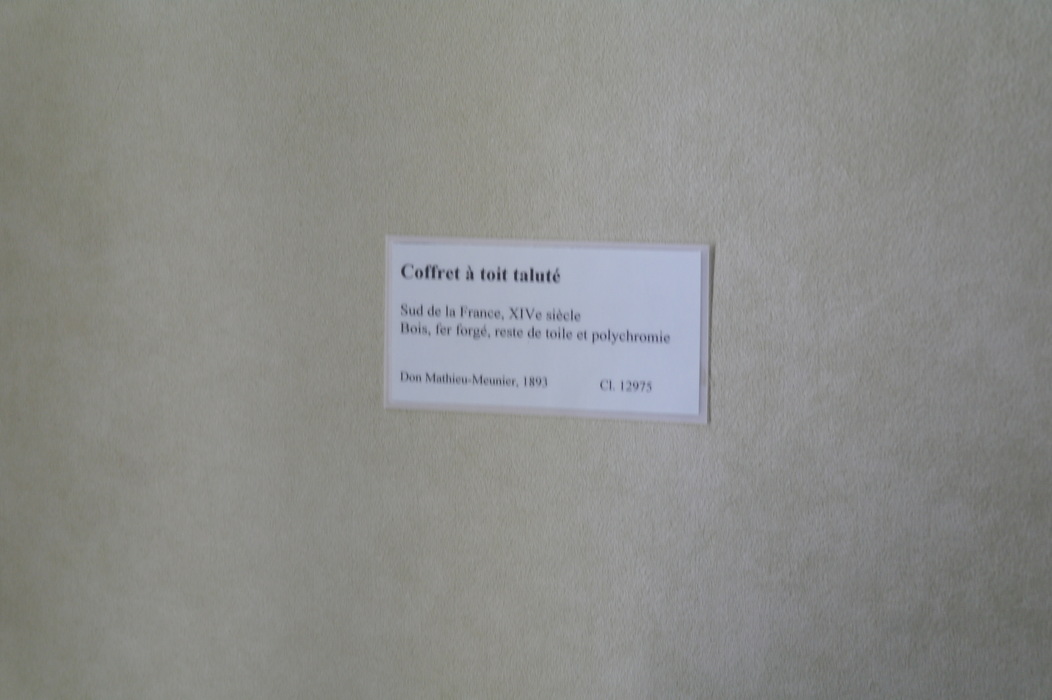 Coffret à toit taluté
Sud de la France, XIVe siècle
Bois, fer forgé, reste de toile et polychromie
Don Mathieu-Meunier, 1893 Cl. 12975